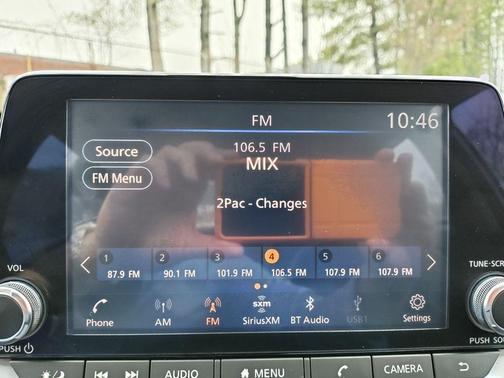 FM
10:46
Source
106.5 FM
MIX
FM Menu
2Pac - Changes
1 2 3 4 5 6
87.9 FM 90.1 FM 101.9 FM 106.5 FM 107.9 FM 107.9 FM
VOL
TUNE-SCR
sxm
Phone AM FM SiriusXM BT Audio USB1 Settings
PUSH
PUSH SO
AUDIO MENU CAMERA